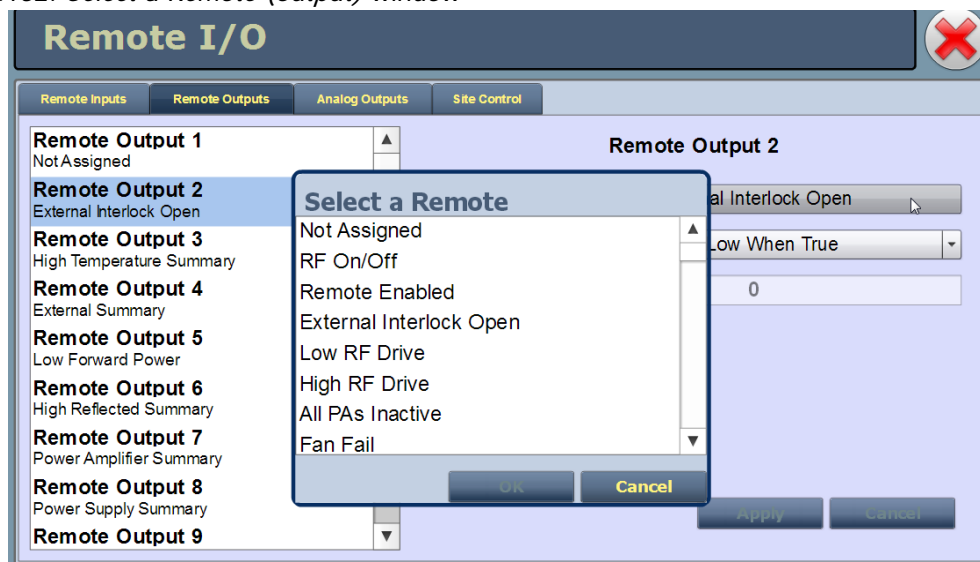 Select a Remote (output) window
Remote I/O
Remote Inputs
Remote Outputs
Analog Outputs
Site Control
Remote Output 1
Not Assigned
Remote Output 2
External Interlock Open
Remote Output 3
High Temperature Summary
Remote Output 4
External Summary
Remote Output 5
Low Forward Power
Remote Output 6
High Reflected Summary
Remote Output 7
Power Amplifier Summary
Remote Output 8
Power Supply Summary
Remote Output 9
Select a Remote
Not Assigned
RF On/Off
Remote Enabled
External Interlock Open
Low RF Drive
High RF Drive
All PAs Inactive
Fan Fail
OK
Cancel
Remote Output 2
al Interlock Open
Low When True
0
Apply
Cancel